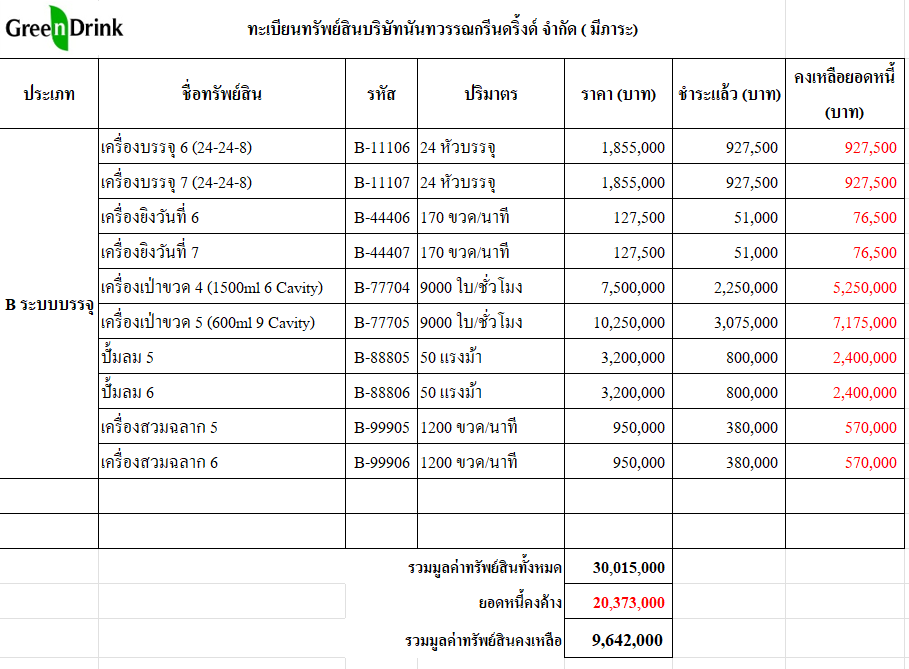 GreenDrink
ทะเบียนทรัพย์สินบริษัทนันทวรรณกรีนดริ้งด์ จำกัด ( มีภาระ)
ประเภท ชื่อทรัพย์สิน รหัส ปริมาตร ราคา (บาท) ชำระแล้ว (บาท) คงเหลือยอดหนี้ (บาท)
B ระบบบรรจุ
เครื่องบรรจุ 6 (24-24-8) B-11106 24 หัวบรรจุ 1,855,000 927,500 927,500
เครื่องบรรจุ 7 (24-24-8) B-11107 24 หัวบรรจุ 1,855,000 927,500 927,500
เครื่องยิงวันที่ 6 B-44406 170 ขวด/นาที 127,500 51,000 76,500
เครื่องยิงวันที่ 7 B-44407 170 ขวด/นาที 127,500 51,000 76,500
เครื่องเป่าขวด 4 (1500ml 6 Cavity) B-77704 9000 ใบ/ชั่วโมง 7,500,000 2,250,000 5,250,000
เครื่องเป่าขวด 5 (600ml 9 Cavity) B-77705 9000 ใบ/ชั่วโมง 10,250,000 3,075,000 7,175,000
ปั้มลม 5 B-88805 50 แรงม้า 3,200,000 800,000 2,400,000
ปั้มลม 6 B-88806 50 แรงม้า 3,200,000 800,000 2,400,000
เครื่องสวมฉลาก 5 B-99905 1200 ขวด/นาที 950,000 380,000 570,000
เครื่องสวมฉลาก 6 B-99906 1200 ขวด/นาที 950,000 380,000 570,000
รวมมูลค่าทรัพย์สินทั้งหมด 30,015,000
ยอดหนี้คงค้าง 20,373,000
รวมมูลค่าทรัพย์สินคงเหลือ 9,642,000